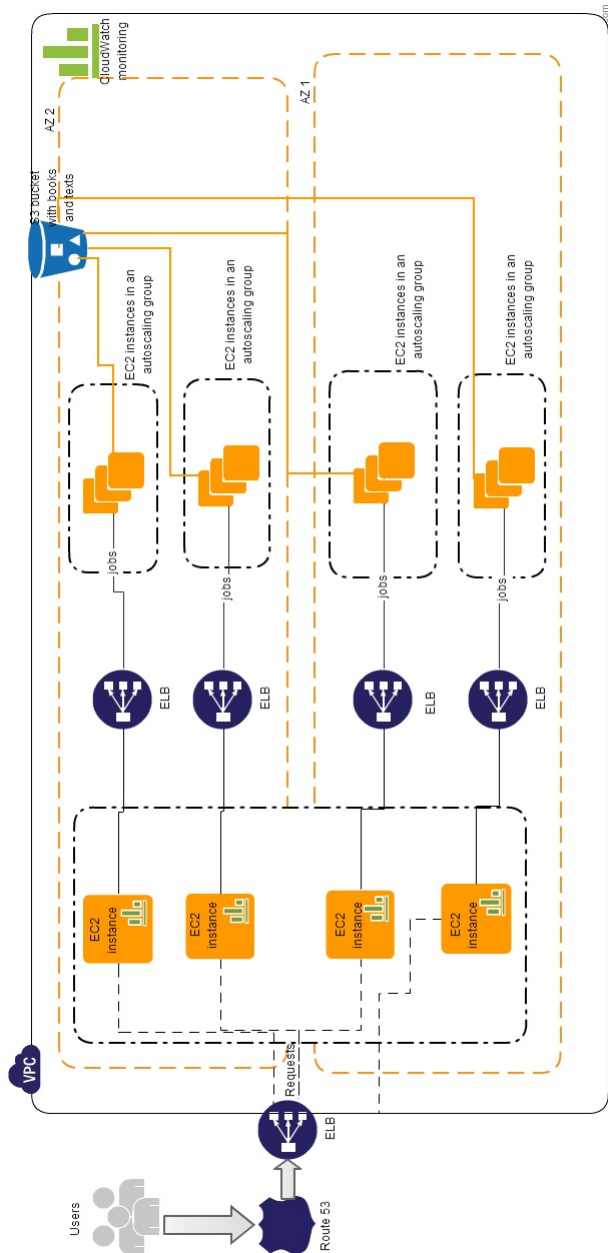 Users
Route 53
ELB
Requests
VPC
EC2
instance
EC2
instance
EC2
instance
EC2
instance
ELB
ELB
ELB
ELB
jobs
jobs
jobs
jobs
EC2 instances in an
autoscaling group
EC2 instances in an
autoscaling group
EC2 instances in an
autoscaling group
EC2 instances in an
autoscaling group
S3 bucket
with books
and texts
AZ 2
AZ 1
CloudWatch
monitoring